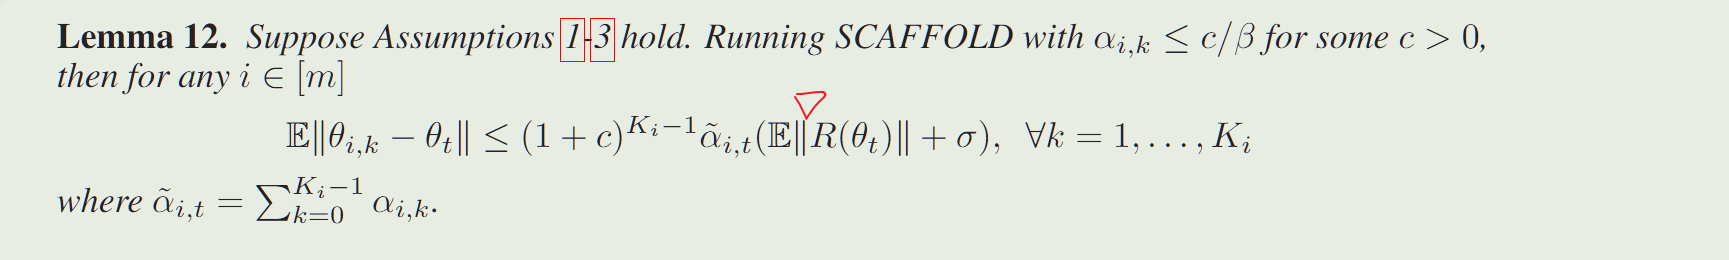 Lemma 12. Suppose Assumptions 1-3 hold. Running SCAFFOLD with α_{i,k} ≤ c/β for some c > 0,
then for any i ∈ [m]
∇
𝔼‖θ_{i,k} − θ_t‖ ≤ (1 + c)^{K_i−1} α̃_{i,t}(𝔼‖R(θ_t)‖ + σ), ∀k = 1, . . . , K_i
where α̃_{i,t} = ∑_{k=0}^{K_i−1} α_{i,k}.